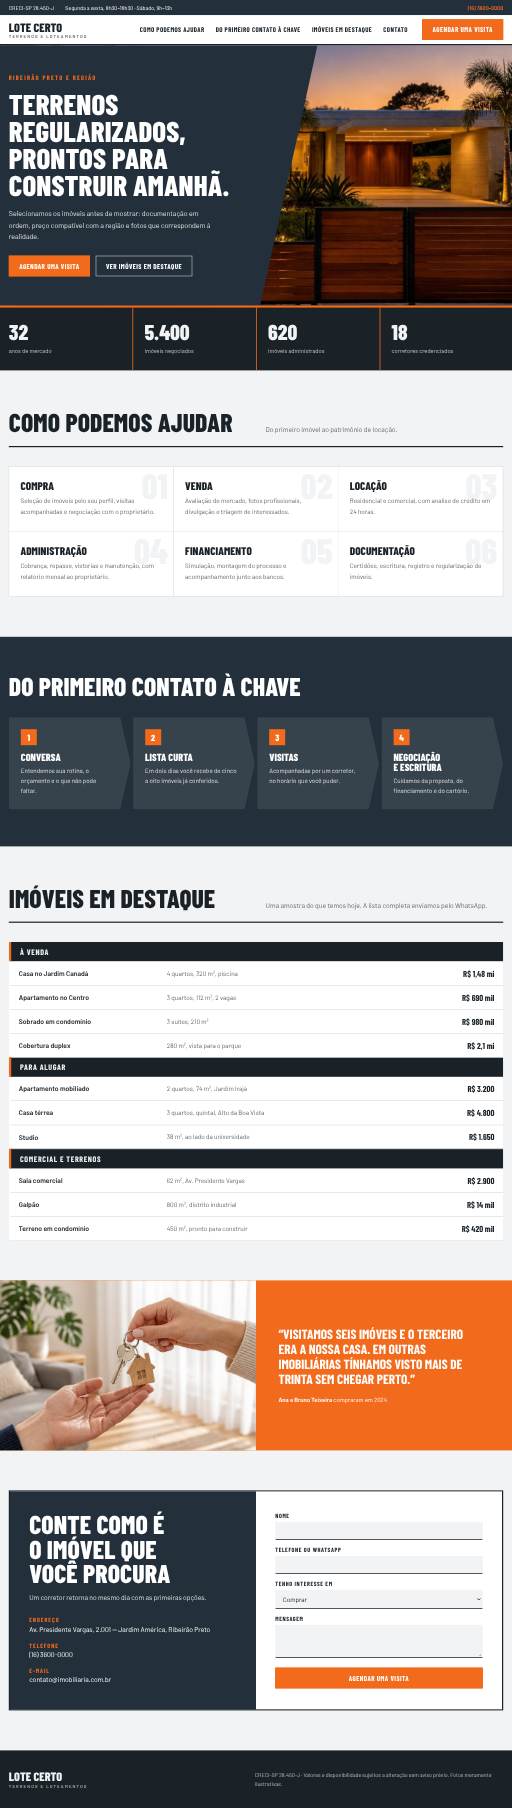 CRECI-SP 28.450-J Segunda a sexta, 8h30–18h30 · Sábado, 9h–13h (16) 3600-0000
LOTE CERTO
TERRENOS E LOTEAMENTOS
COMO PODEMOS AJUDAR DO PRIMEIRO CONTATO À CHAVE IMÓVEIS EM DESTAQUE CONTATO AGENDAR UMA VISITA
RIBEIRÃO PRETO E REGIÃO
TERRENOS
REGULARIZADOS,
PRONTOS PARA
CONSTRUIR AMANHÃ.
Selecionamos os imóveis antes de mostrar: documentação em
ordem, preço compatível com a região e fotos que correspondem à
realidade.
AGENDAR UMA VISITA VER IMÓVEIS EM DESTAQUE
32 5.400 620 18
anos de mercado imóveis negociados imóveis administrados corretores credenciados
COMO PODEMOS AJUDAR
Do primeiro imóvel ao patrimônio de locação.
COMPRA 01
Seleção de imóveis pelo seu perfil, visitas
acompanhadas e negociação com o proprietário.
VENDA 02
Avaliação de mercado, fotos profissionais,
divulgação e triagem de interessados.
LOCAÇÃO 03
Residencial e comercial, com análise de crédito em
24 horas.
ADMINISTRAÇÃO 04
Cobrança, repasse, vistorias e manutenção, com
relatório mensal ao proprietário.
FINANCIAMENTO 05
Simulação, montagem do processo e
acompanhamento junto aos bancos.
DOCUMENTAÇÃO 06
Certidões, escritura, registro e regularização de
imóveis.
DO PRIMEIRO CONTATO À CHAVE
1
CONVERSA
Entendemos sua rotina, o
orçamento e o que não pode
faltar.
2
LISTA CURTA
Em dois dias você recebe de cinco
a oito imóveis já conferidos.
3
VISITAS
Acompanhadas por um corretor,
no horário que você puder.
4
NEGOCIAÇÃO
E ESCRITURA
Cuidamos da proposta, do
financiamento e do cartório.
IMÓVEIS EM DESTAQUE
Uma amostra do que temos hoje. A lista completa enviamos pelo WhatsApp.
À VENDA
Casa no Jardim Canadá 4 quartos, 320 m², piscina R$ 1,48 mi
Apartamento no Centro 3 quartos, 112 m², 2 vagas R$ 690 mil
Sobrado em condomínio 3 suítes, 210 m² R$ 980 mil
Cobertura duplex 280 m², vista para o parque R$ 2,1 mi
PARA ALUGAR
Apartamento mobiliado 2 quartos, 74 m², Jardim Irajá R$ 3.200
Casa térrea 3 quartos, quintal, Alto da Boa Vista R$ 4.800
Studio 38 m², ao lado da universidade R$ 1.650
COMERCIAL E TERRENOS
Sala comercial 62 m², Av. Presidente Vargas R$ 2.900
Galpão 800 m², distrito industrial R$ 14 mil
Terreno em condomínio 450 m², pronto para construir R$ 420 mil
“VISITAMOS SEIS IMÓVEIS E O TERCEIRO
ERA A NOSSA CASA. EM OUTRAS
IMOBILIÁRIAS TÍNHAMOS VISTO MAIS DE
TRINTA SEM CHEGAR PERTO.”
Ana e Bruno Teixeira compraram em 2024
CONTE COMO É
O IMÓVEL QUE
VOCÊ PROCURA
Um corretor retorna no mesmo dia com as primeiras opções.
ENDEREÇO
Av. Presidente Vargas, 2.001 — Jardim América, Ribeirão Preto
TELEFONE
(16) 3600-0000
E-MAIL
contato@imobiliaria.com.br
NOME
TELEFONE OU WHATSAPP
TENHO INTERESSE EM
Comprar
MENSAGEM
AGENDAR UMA VISITA
LOTE CERTO
TERRENOS E LOTEAMENTOS
CRECI-SP 28.450-J · Valores e disponibilidade sujeitos a alteração sem aviso prévio. Fotos meramente
ilustrativas.